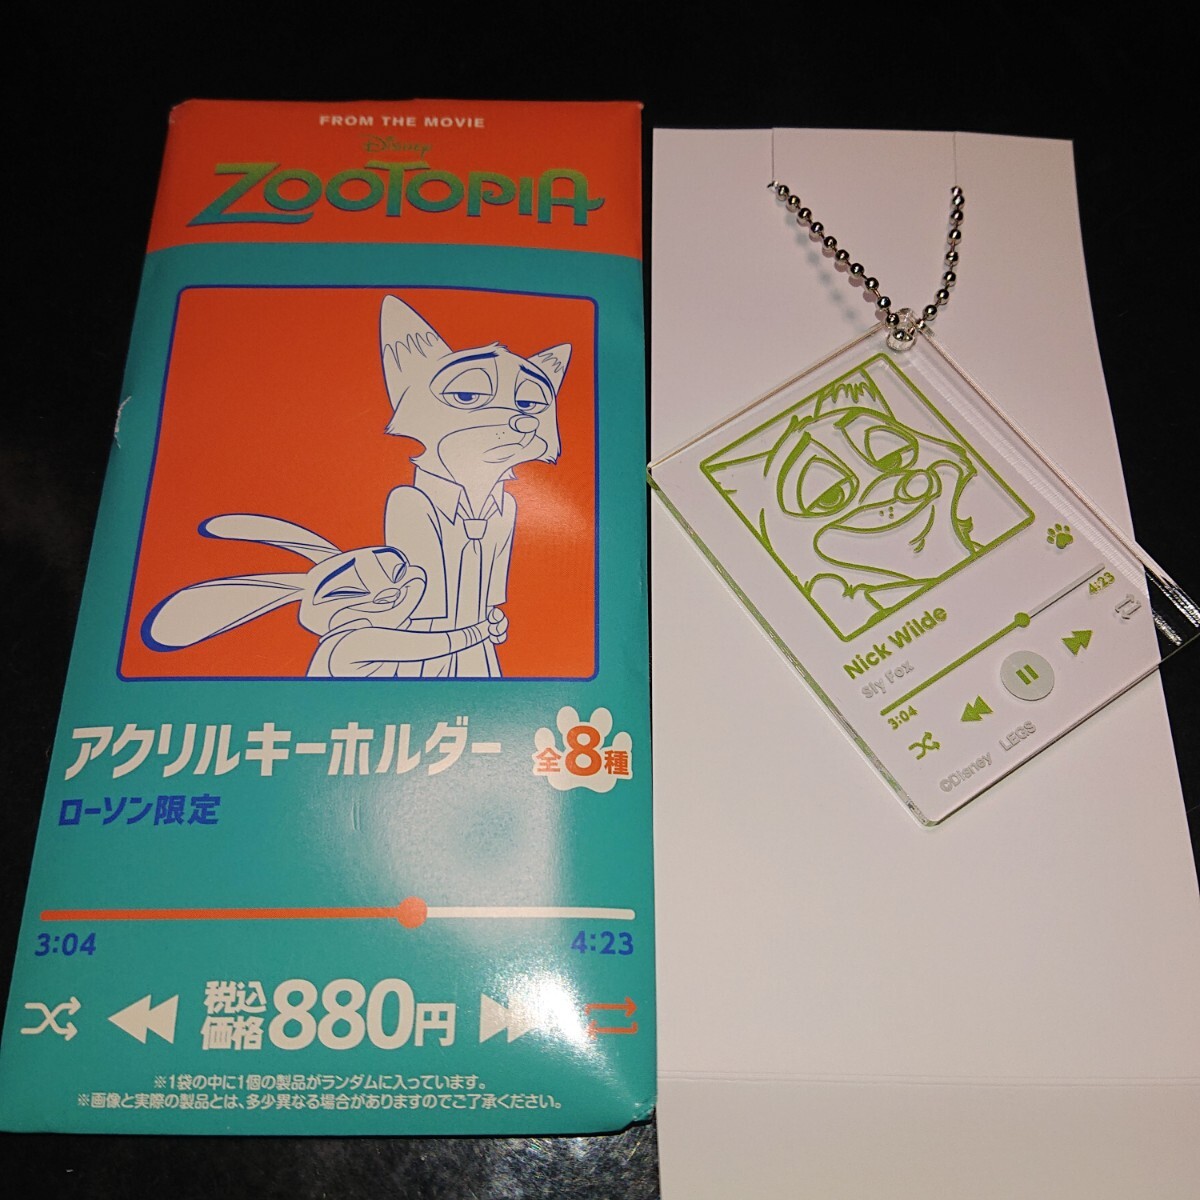 FROM THE MOVIE
Disney
ZOOTOPIA
アクリルキーホルダー
全8種
ローソン限定
3:04
4:23
税込
価格
880円
※1袋の中に1個の製品がランダムに入っています。
※画像と実際の製品とは、多少異なる場合がありますのでご了承ください。
Nick Wilde
Sly Fox
3:04
4:23
©Disney LEGS